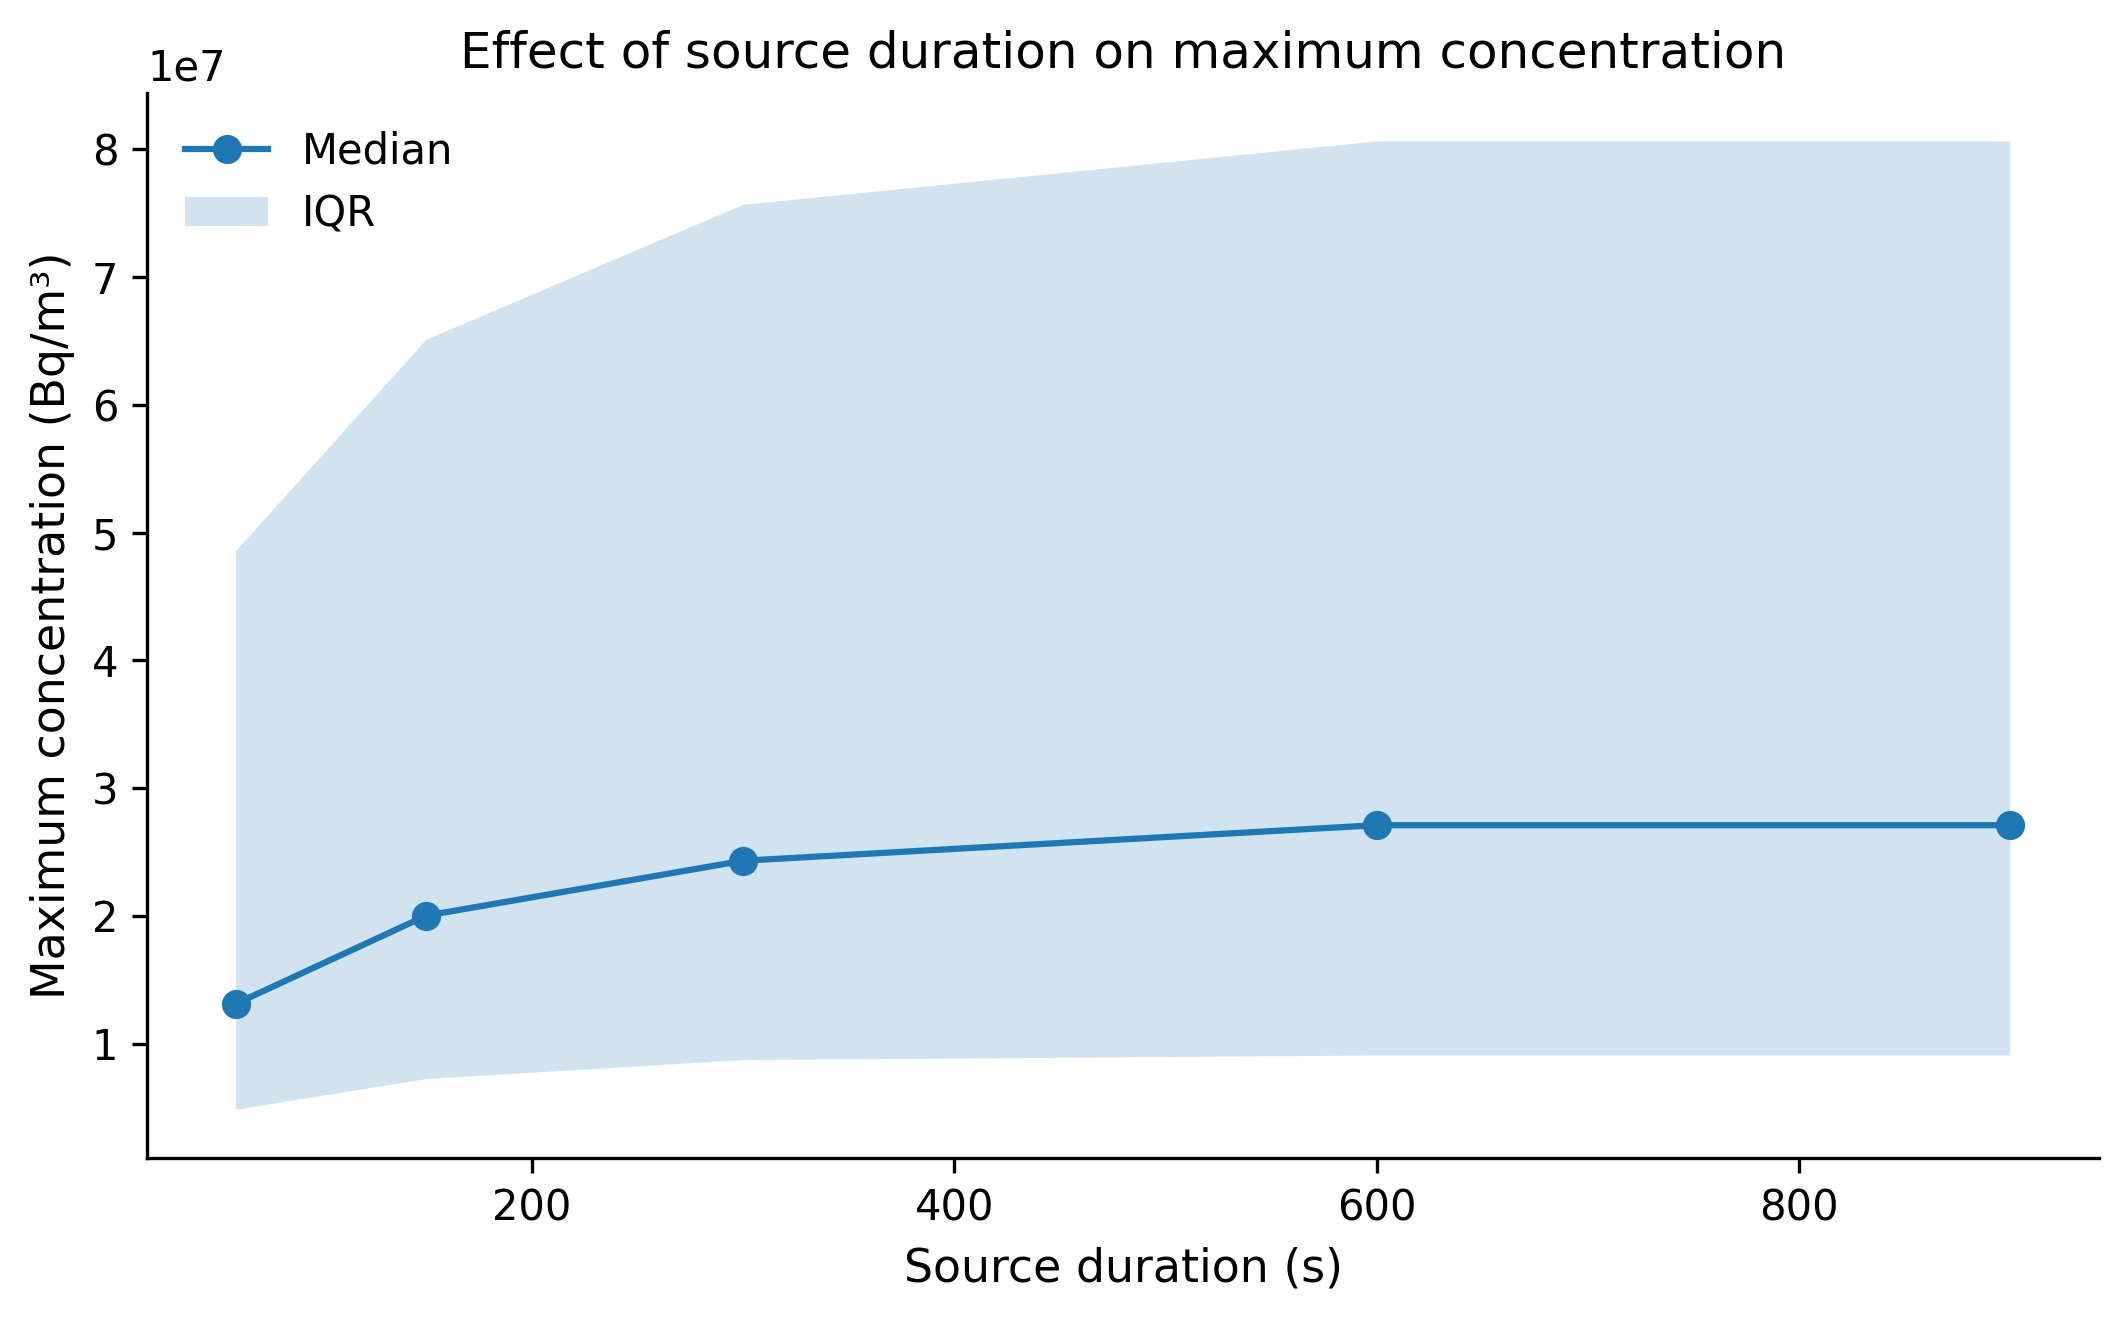 Effect of source duration on maximum concentration
1e7
Median
IQR
8
7
6
5
4
3
2
1
Maximum concentration (Bq/m³)
200 400 600 800
Source duration (s)